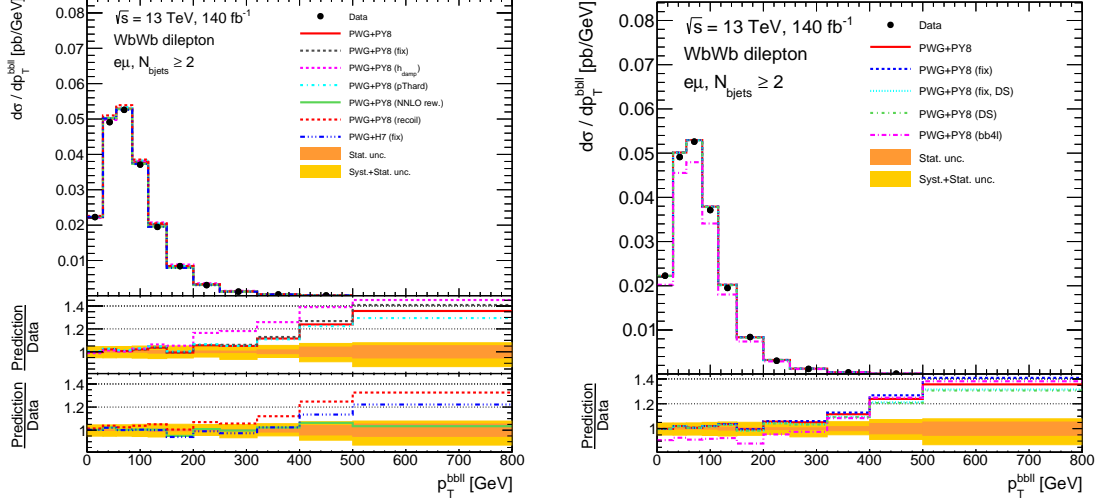 √s = 13 TeV, 140 fb⁻¹
WbWb dilepton
eμ, N_bjets ≥ 2
Data
PWG+PY8
PWG+PY8 (fix)
PWG+PY8 (h_damp)
PWG+PY8 (pThard)
PWG+PY8 (NNLO rew.)
PWG+PY8 (recoil)
PWG+H7 (fix)
Stat. unc.
Syst.+Stat. unc.
dσ / dp_T^bbll [pb/GeV]
0.08
0.07
0.06
0.05
0.04
0.03
0.02
0.01
Prediction
Data
1.4
1.2
1
Prediction
Data
1.4
1.2
1
0 100 200 300 400 500 600 700 800
p_T^bbll [GeV]
√s = 13 TeV, 140 fb⁻¹
WbWb dilepton
eμ, N_bjets ≥ 2
Data
PWG+PY8
PWG+PY8 (fix)
PWG+PY8 (fix, DS)
PWG+PY8 (DS)
PWG+PY8 (bb4l)
Stat. unc.
Syst.+Stat. unc.
dσ / dp_T^bbll [pb/GeV]
0.08
0.07
0.06
0.05
0.04
0.03
0.02
0.01
Prediction
Data
1.4
1.2
1
0 100 200 300 400 500 600 700 800
p_T^bbll [GeV]